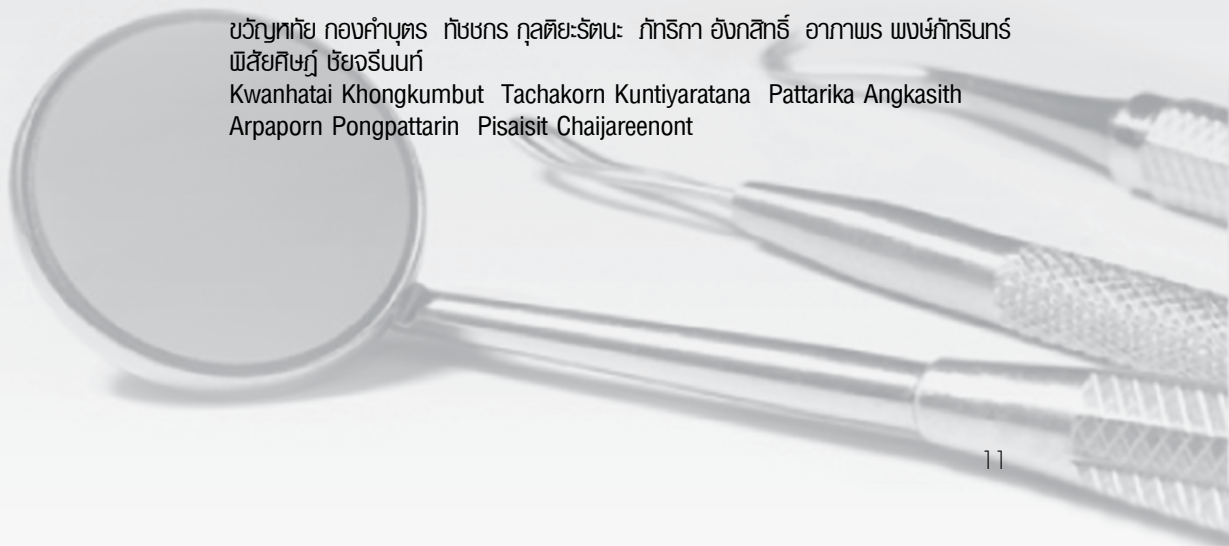 ขวัญหทัย กองคำบุตร ทัชชกร กุลติยะรัตนะ ภัทริกา อังกสิทธิ์ อาภาพร พงษ์ภัทรินทร์
พิสัยศิษฏ์ ชัยจรีนนท์
Kwanhatai Khongkumbut Tachakorn Kuntiyaratana Pattarika Angkasith
Arpaporn Pongpattarin Pisaisit Chaijareenont
11